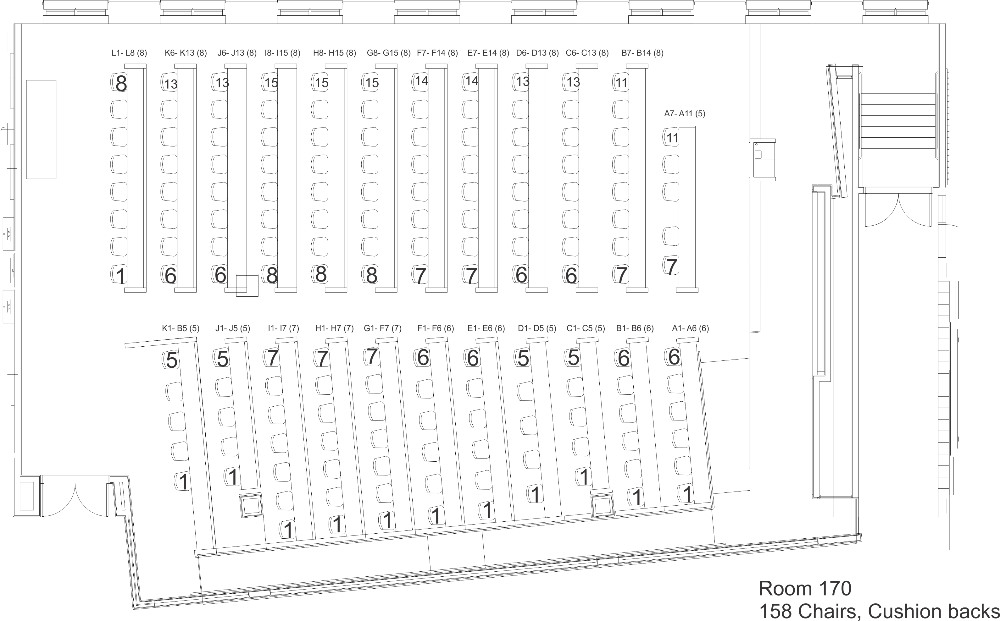 L1- L8 (8) K6- K13 (8) J6- J13 (8) I8- I15 (8) H8- H15 (8) G8- G15 (8) F7- F14 (8) E7- E14 (8) D6- D13 (8) C6- C13 (8) B7- B14 (8)
8 13 13 15 15 15 14 14 13 13 11
A7- A11 (5)
11
1 6 6 8 8 8 7 7 6 6 7 7
K1- B5 (5) J1- J5 (5) I1- I7 (7) H1- H7 (7) G1- F7 (7) F1- F6 (6) E1- E6 (6) D1- D5 (5) C1- C5 (5) B1- B6 (6) A1- A6 (6)
5 5 7 7 7 6 6 5 5 6 6
1 1 1 1 1 1 1 1 1 1 1
Room 170
158 Chairs, Cushion backs